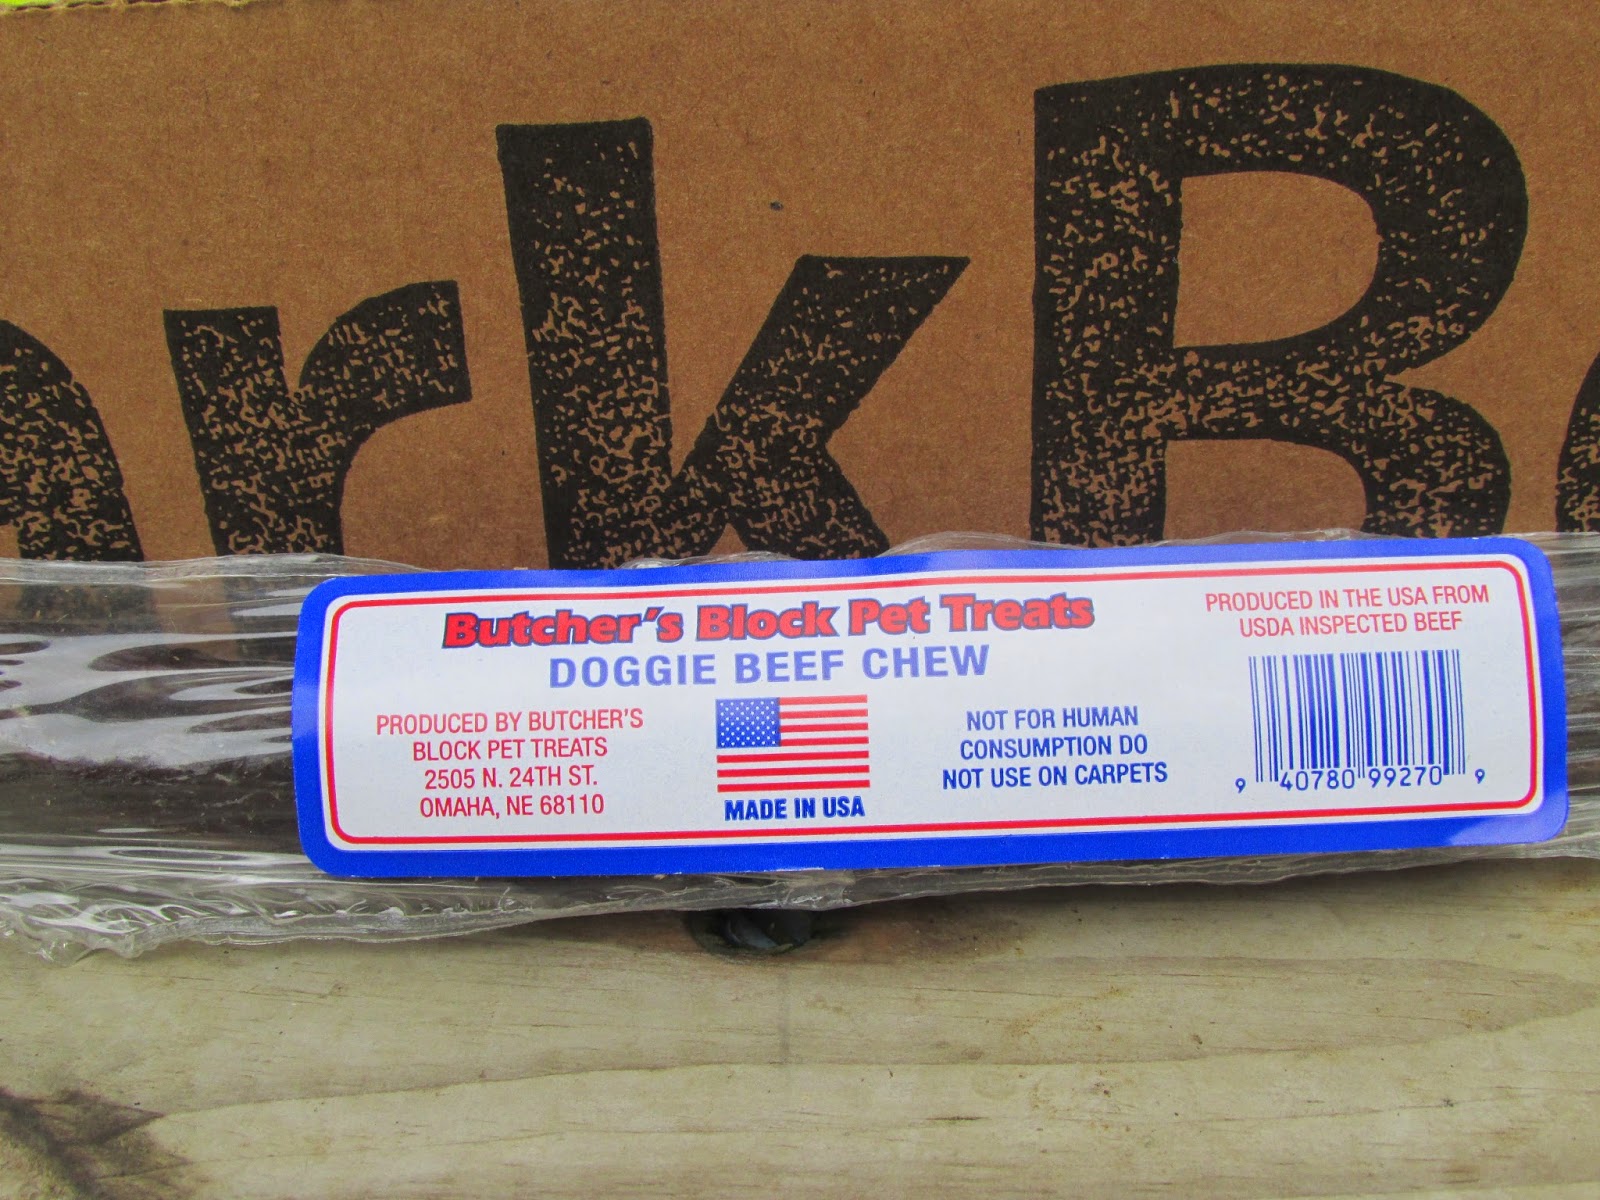 arkBo
Butcher's Block Pet Treats
DOGGIE BEEF CHEW
PRODUCED BY BUTCHER'S
BLOCK PET TREATS
2505 N. 24TH ST.
OMAHA, NE 68110
MADE IN USA
NOT FOR HUMAN
CONSUMPTION DO
NOT USE ON CARPETS
PRODUCED IN THE USA FROM
USDA INSPECTED BEEF
9 40780 99270 9